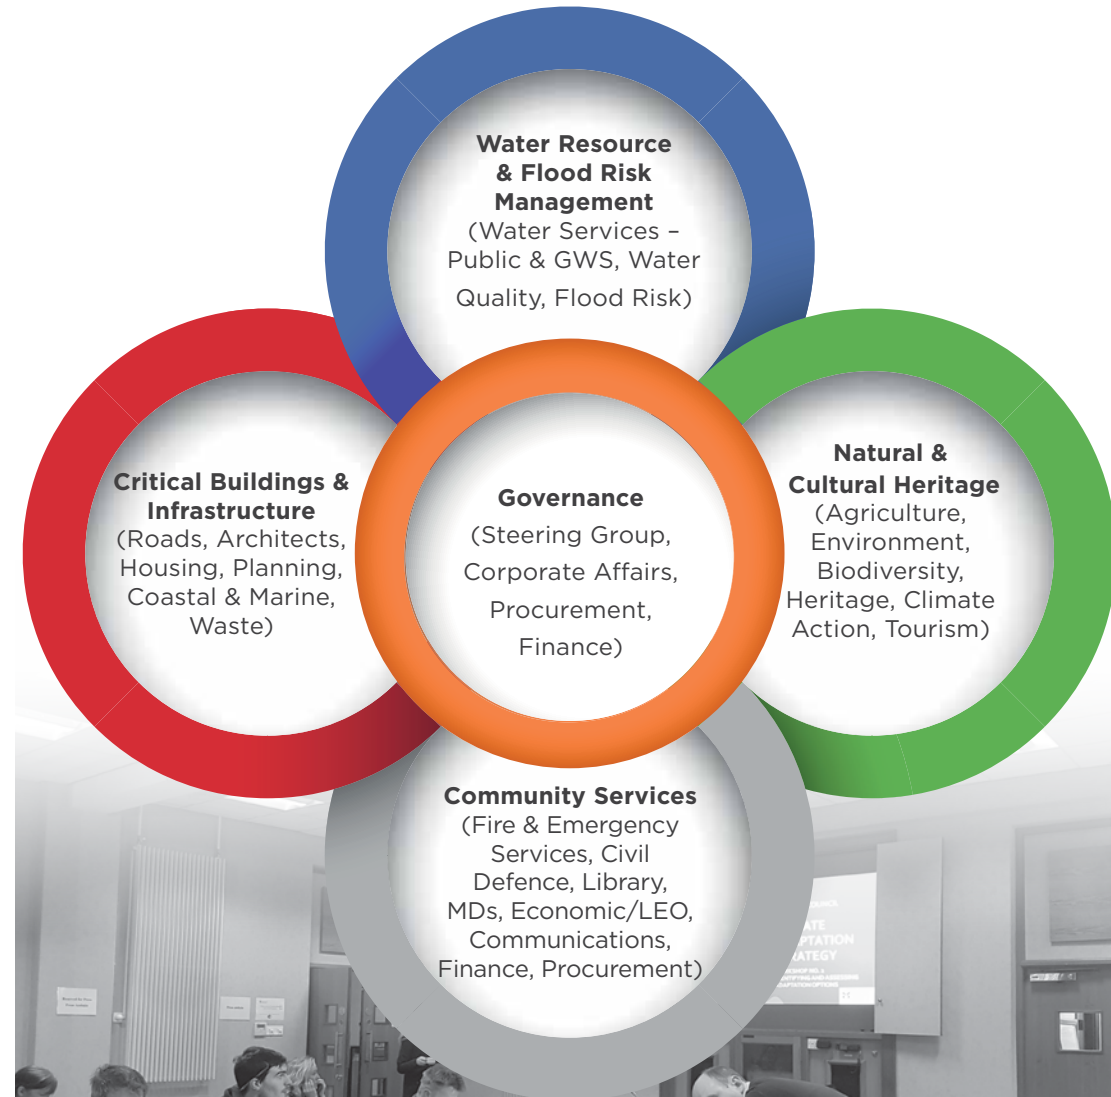 Water Resource
& Flood Risk
Management
(Water Services –
Public & GWS, Water
Quality, Flood Risk)
Critical Buildings &
Infrastructure
(Roads, Architects,
Housing, Planning,
Coastal & Marine,
Waste)
Governance
(Steering Group,
Corporate Affairs,
Procurement,
Finance)
Natural &
Cultural Heritage
(Agriculture,
Environment,
Biodiversity,
Heritage, Climate
Action, Tourism)
Community Services
(Fire & Emergency
Services, Civil
Defence, Library,
MDs, Economic/LEO,
Communications,
Finance, Procurement)